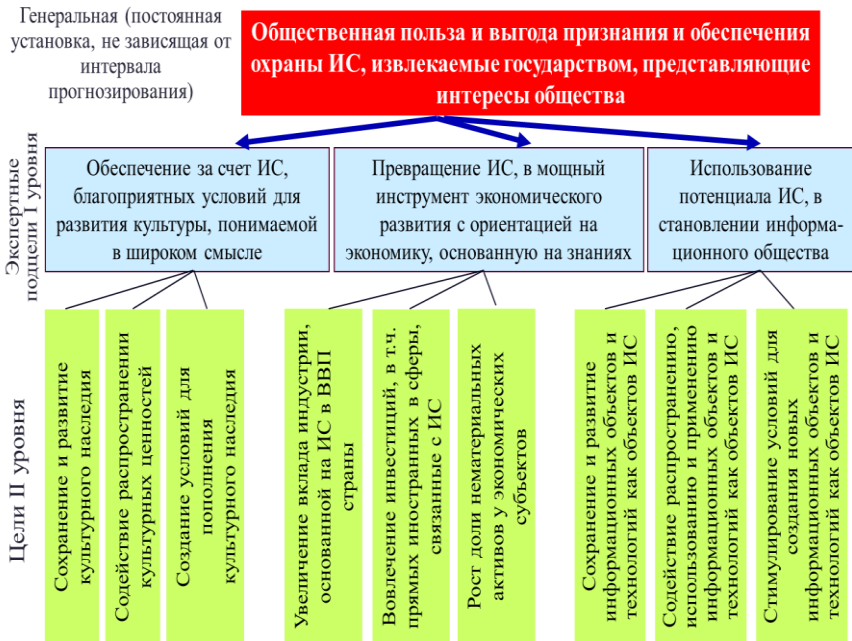 Генеральная (постоянная
установка, не зависящая от
интервала
прогнозирования)
Общественная польза и выгода признания и обеспечения
охраны ИС, извлекаемые государством, представляющие
интересы общества
Экспертные
подцели I уровня
Обеспечение за счет ИС,
благоприятных условий для
развития культуры, понимаемой
в широком смысле
Превращение ИС, в мощный
инструмент экономического
развития с ориентацией на
экономику, основанную на знаниях
Использование
потенциала ИС, в
становлении информа-
ционного общества
Цели II уровня
Сохранение и развитие
культурного наследия
Содействие распространении
культурных ценностей
Создание условий для
пополнения
культурного наследия
Увеличение вклада индустрии,
основанной на ИС в ВВП
страны
Вовлечение инвестиций, в т.ч.
прямых иностранных в сферы,
связанные с ИС
Рост доли нематериальных
активов у экономических
субъектов
Сохранение и развитие
информационных объектов и
технологий как объектов ИС
Содействие распространению,
использованию и применению
информационных объектов и
технологий как объектов ИС
Стимулирование условий для
создания новых
информационных объектов и
технологий как объектов ИС